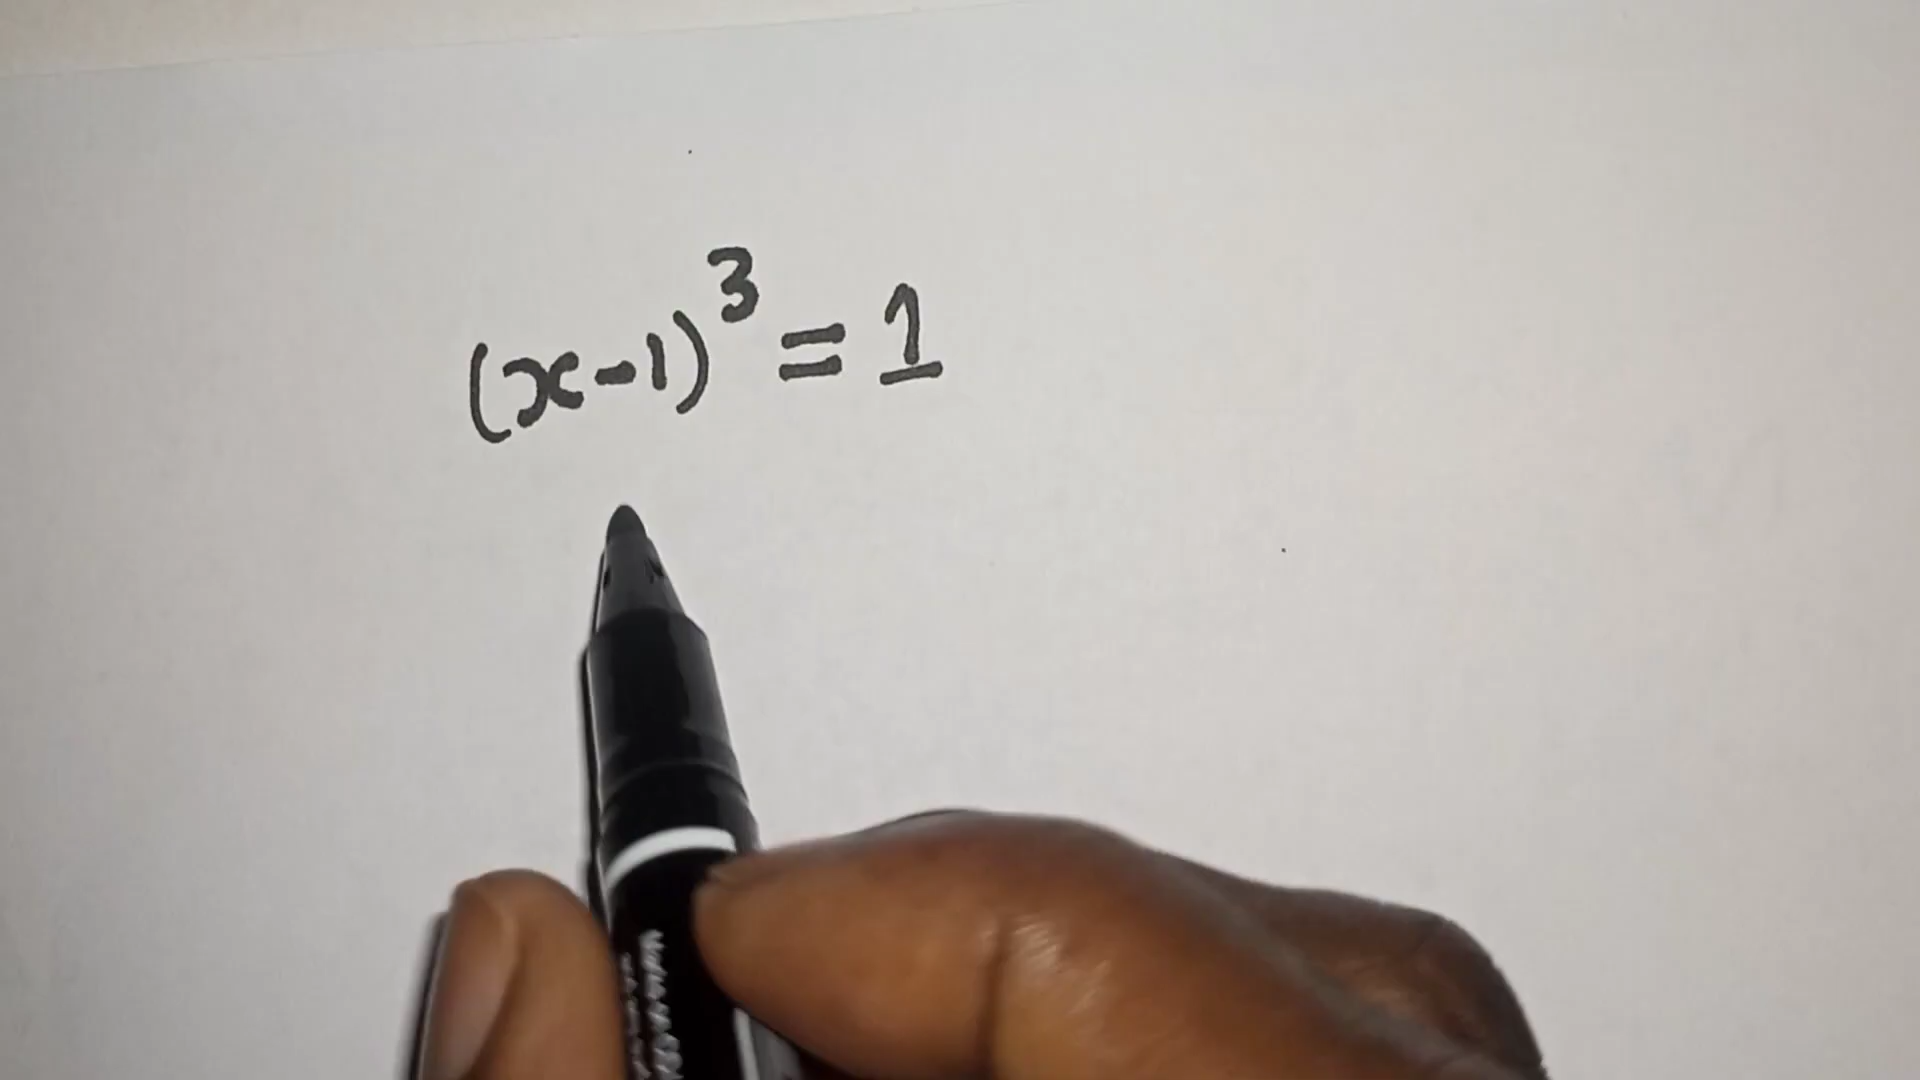 (x-1)³ = 1